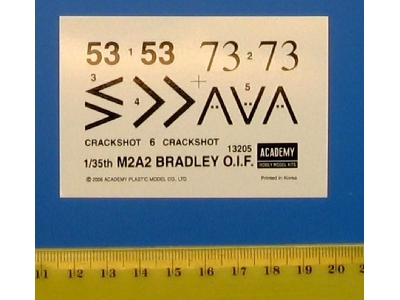 53 1 53 73 2 73
3 4 5
CRACKSHOT 6 CRACKSHOT
13205
1/35th M2A2 BRADLEY O.I.F.
ACADEMY
HOBBY MODEL KITS
© 2006 ACADEMY PLASTIC MODEL CO., LTD
Printed in Korea
11 12 13 14 15 16 17 18 19 20